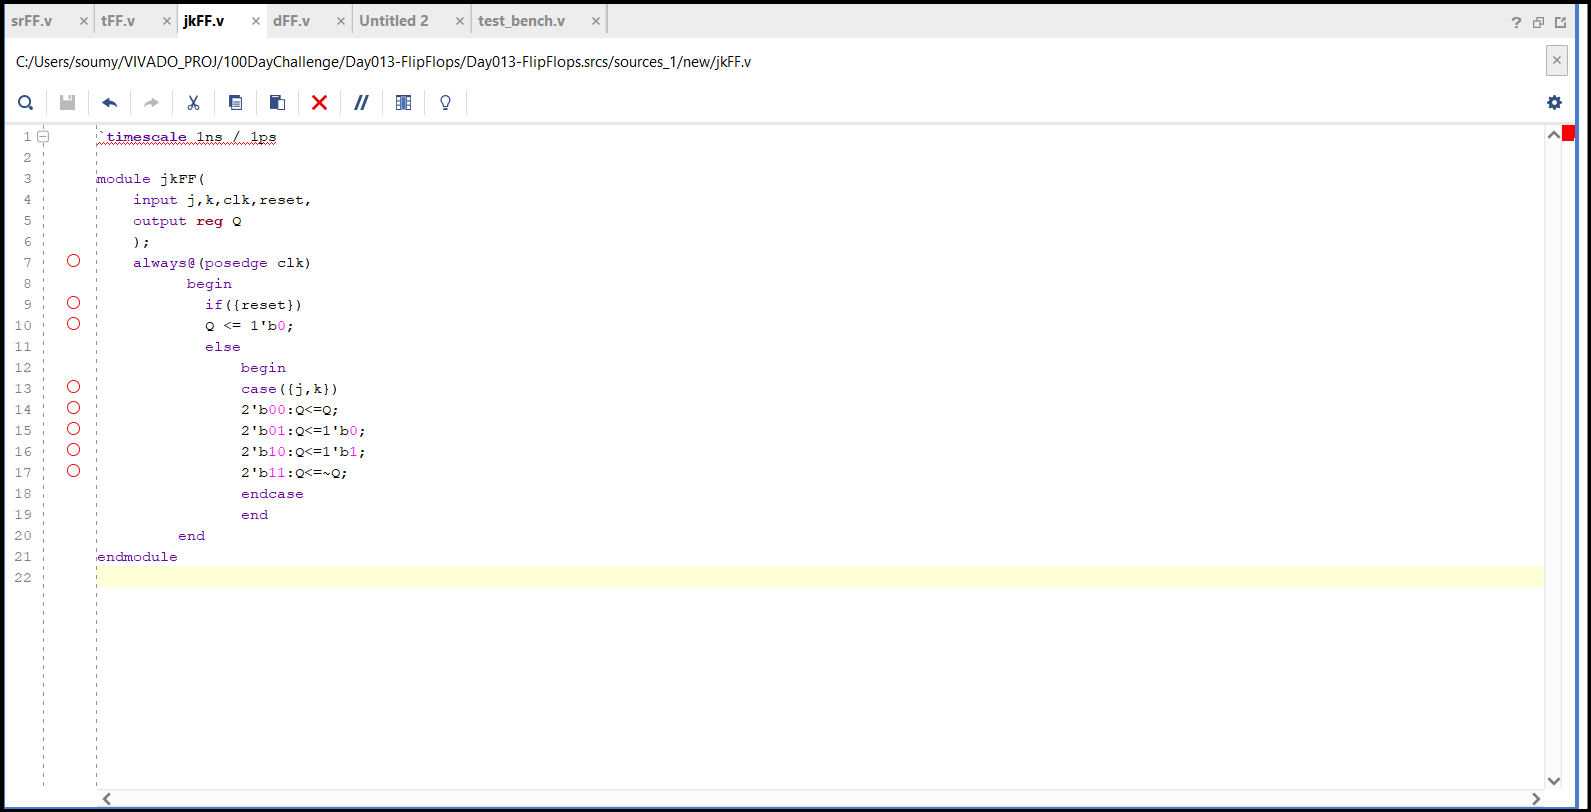 srFF.v × tFF.v × jkFF.v × dFF.v × Untitled 2 × test_bench.v ×
C:/Users/soumy/VIVADO_PROJ/100DayChallenge/Day013-FlipFlops/Day013-FlipFlops.srcs/sources_1/new/jkFF.v
1 `timescale 1ns / 1ps
2
3 module jkFF(
4 input j,k,clk,reset,
5 output reg Q
6 );
7 always@(posedge clk)
8 begin
9 if({reset})
10 Q <= 1'b0;
11 else
12 begin
13 case({j,k})
14 2'b00:Q<=Q;
15 2'b01:Q<=1'b0;
16 2'b10:Q<=1'b1;
17 2'b11:Q<=~Q;
18 endcase
19 end
20 end
21 endmodule
22